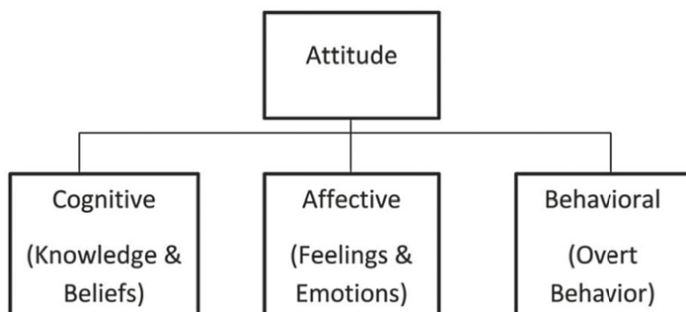 Attitude
Cognitive
(Knowledge &
Beliefs)
Affective
(Feelings &
Emotions)
Behavioral
(Overt
Behavior)